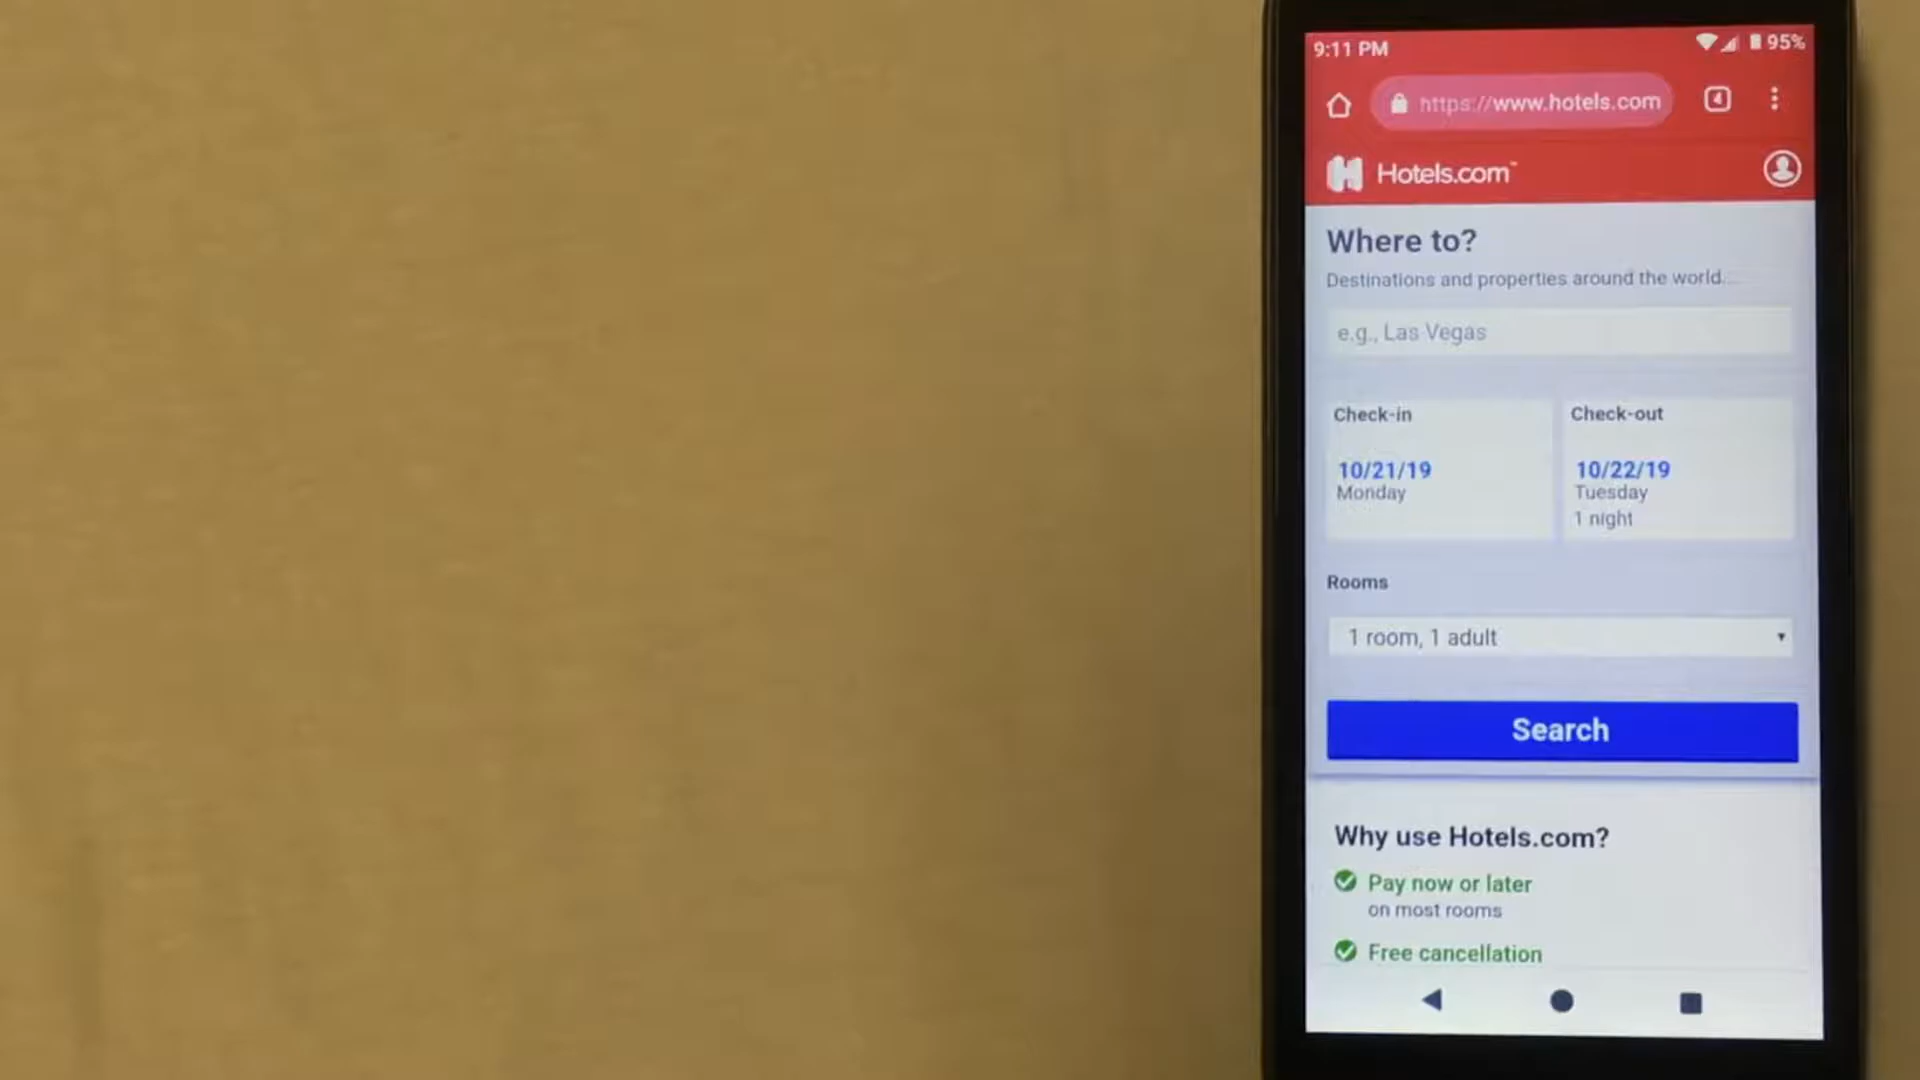 9:11 PM 95%
https://www.hotels.com 4
Hotels.com™
Where to?
Destinations and properties around the world...
e.g., Las Vegas
Check-in Check-out
10/21/19 10/22/19
Monday Tuesday
1 night
Rooms
1 room, 1 adult
Search
Why use Hotels.com?
Pay now or later
on most rooms
Free cancellation